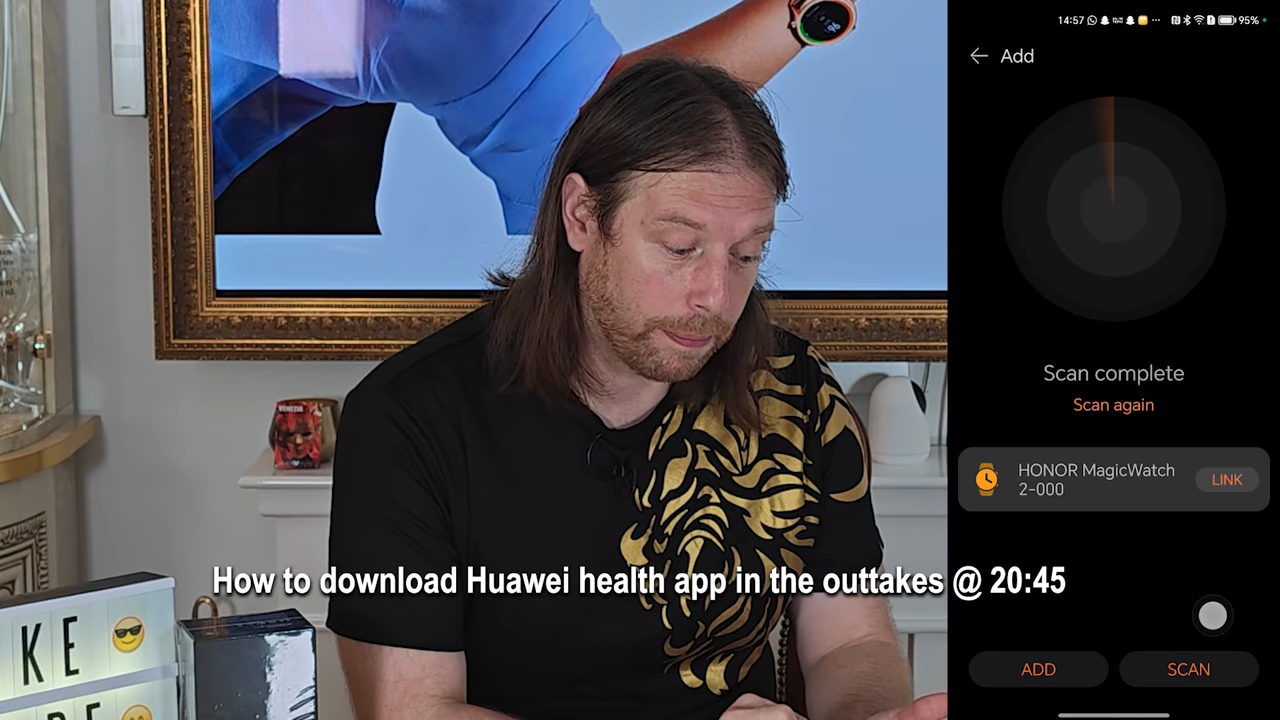 14:57
95%
Add
Scan complete
Scan again
HONOR MagicWatch
2-000
LINK
VENEZIA
How to download Huawei health app in the outtakes @ 20:45
KE
ADD
SCAN